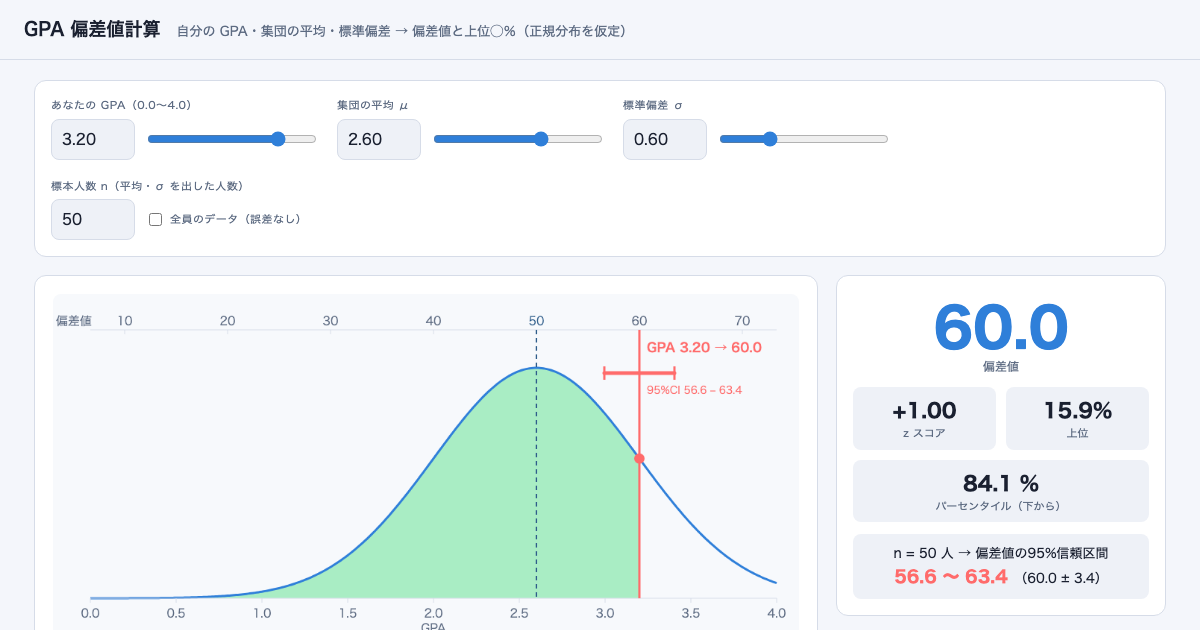 GPA 偏差値計算 自分の GPA・集団の平均・標準偏差 → 偏差値と上位○%（正規分布を仮定）
あなたの GPA（0.0〜4.0） 集団の平均 μ 標準偏差 σ
3.20 2.60 0.60
標本人数 n（平均・σ を出した人数）
50 全員のデータ（誤差なし）
偏差値 10 20 30 40 50 60 70
GPA 3.20 → 60.0
95%CI 56.6 – 63.4
0.0 0.5 1.0 1.5 2.0 2.5 3.0 3.5 4.0
GPA
60.0
偏差値
+1.00 15.9%
z スコア 上位
84.1 %
パーセンタイル（下から）
n = 50 人 → 偏差値の95%信頼区間
56.6 〜 63.4 （60.0 ± 3.4）